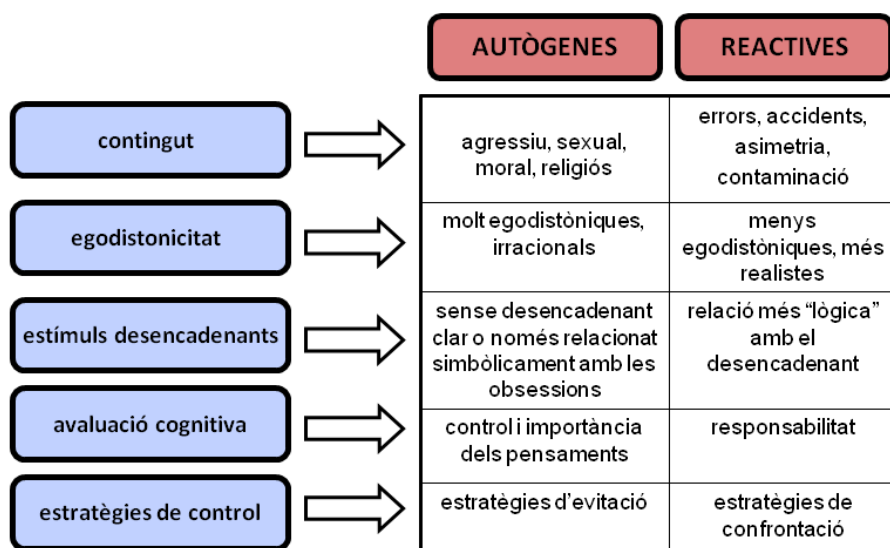 AUTÒGENES
REACTIVES
contingut
agressiu, sexual,
moral, religiós
errors, accidents,
asimetria,
contaminació
egodistonicitat
molt egodistòniques,
irracionals
menys
egodistòniques, més
realistes
estímuls desencadenants
sense desencadenant
clar o només relacionat
simbòlicament amb les
obsessions
relació més “lògica”
amb el
desencadenant
avaluació cognitiva
control i importància
dels pensaments
responsabilitat
estratègies de control
estratègies d’evitació
estratègies de
confrontació